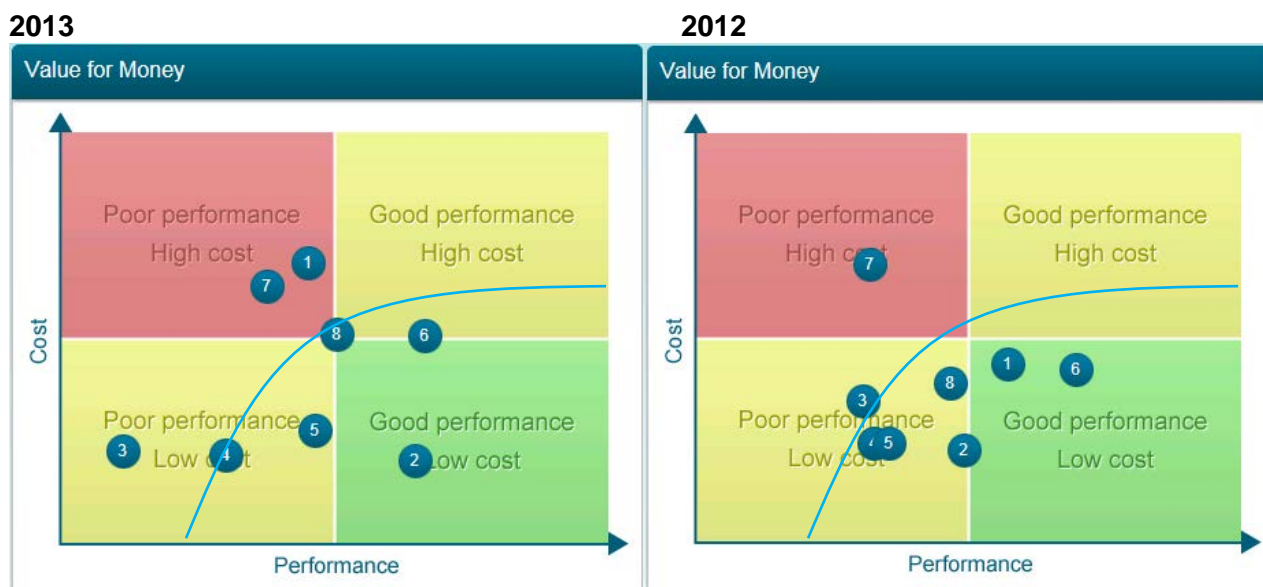 2013
Value for Money
Cost
Poor performance
High cost
Good performance
High cost
1
7
8
6
Poor performance
Low cost
Good performance
Low cost
5
3
4
2
Performance
2012
Value for Money
Cost
Poor performance
High cost
Good performance
High cost
7
1
6
8
3
Poor performance
Low cost
Good performance
Low cost
4
5
2
Performance